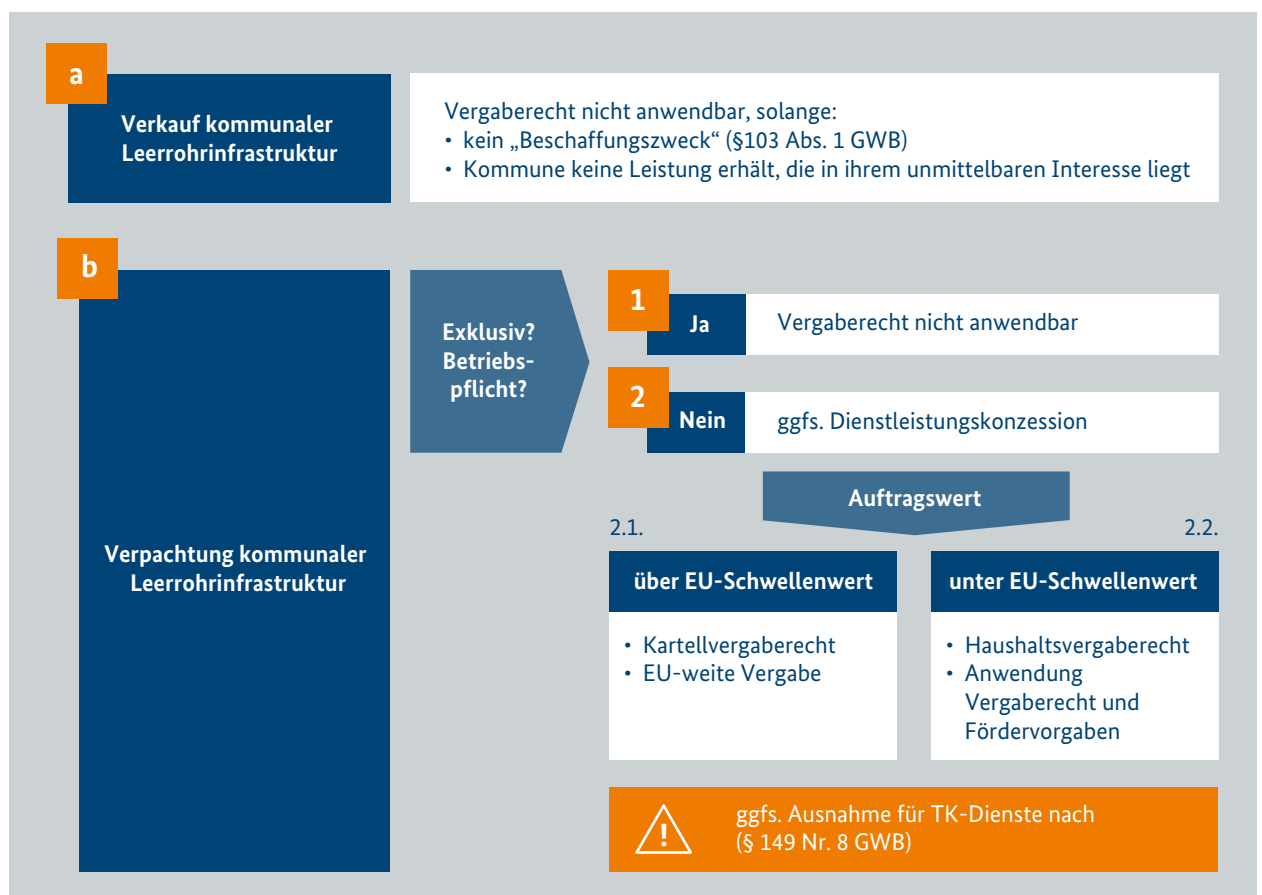 a
Verkauf kommunaler
Leerrohrinfrastruktur
Vergaberecht nicht anwendbar, solange:
• kein „Beschaffungszweck“ (§103 Abs. 1 GWB)
• Kommune keine Leistung erhält, die in ihrem unmittelbaren Interesse liegt
b
Verpachtung kommunaler
Leerrohrinfrastruktur
Exklusiv?
Betriebs-
pflicht?
1
Ja
Vergaberecht nicht anwendbar
2
Nein
ggfs. Dienstleistungskonzession
Auftragswert
2.1.
über EU-Schwellenwert
• Kartellvergaberecht
• EU-weite Vergabe
2.2.
unter EU-Schwellenwert
• Haushaltsvergaberecht
• Anwendung
Vergaberecht und
Fördervorgaben
!
ggfs. Ausnahme für TK-Dienste nach
(§ 149 Nr. 8 GWB)